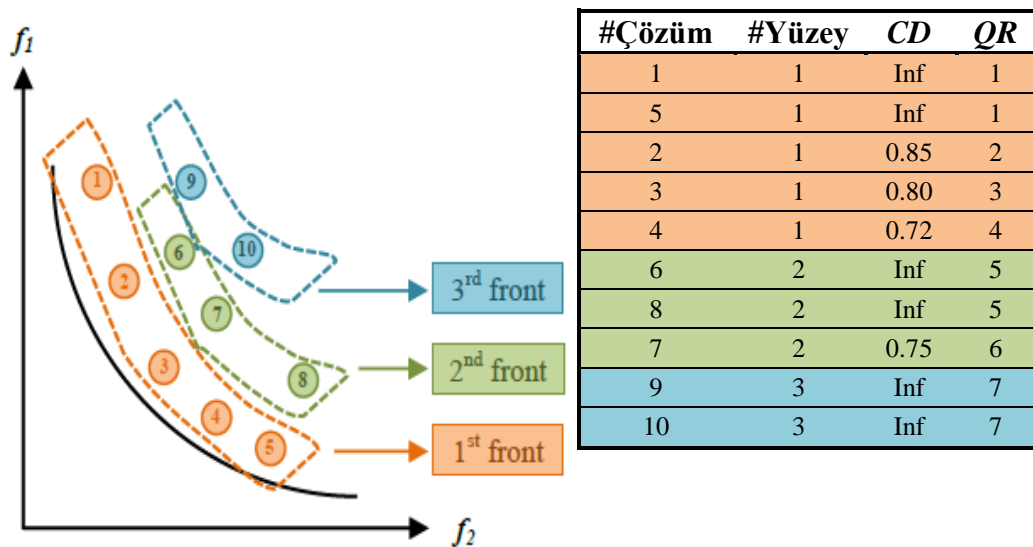 f1
1
2
3
4
5
6
7
8
9
10
3rd front
2nd front
1st front
f2
#Çözüm #Yüzey CD QR
1 1 Inf 1
5 1 Inf 1
2 1 0.85 2
3 1 0.80 3
4 1 0.72 4
6 2 Inf 5
8 2 Inf 5
7 2 0.75 6
9 3 Inf 7
10 3 Inf 7